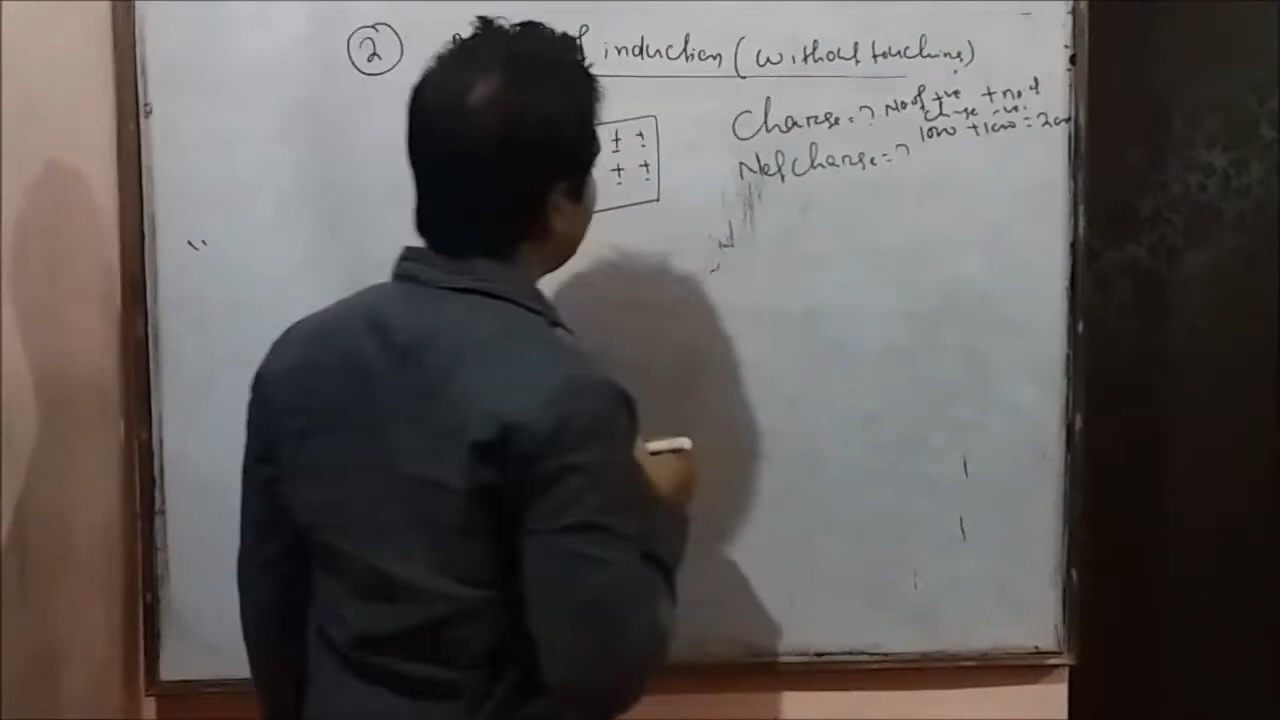 ② induction (without touching)
Charge = ? No of +ve + no of
charge -ve.
1000 + 1000 = 2000
Net charge = ?
+ +
+ +